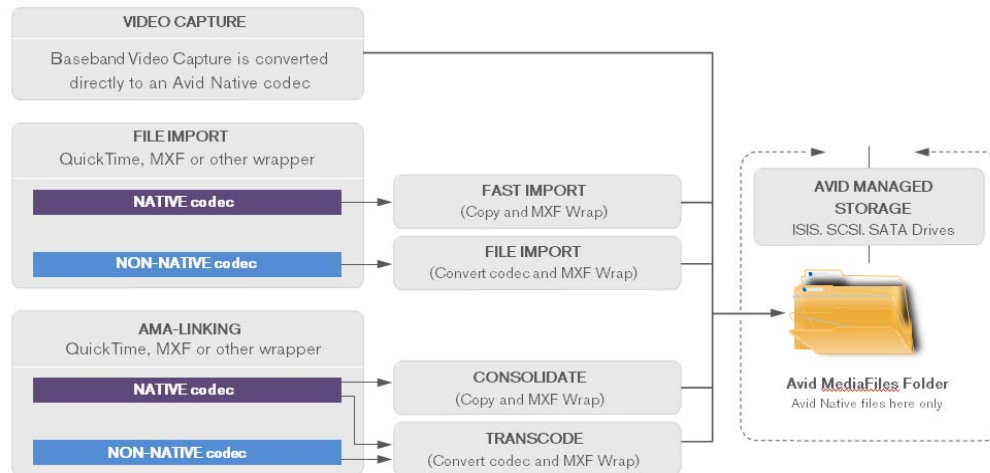 VIDEO CAPTURE
Baseband Video Capture is converted
directly to an Avid Native codec
FILE IMPORT
QuickTime, MXF or other wrapper
NATIVE codec
NON-NATIVE codec
FAST IMPORT
(Copy and MXF Wrap)
FILE IMPORT
(Convert codec and MXF Wrap)
AMA-LINKING
QuickTime, MXF or other wrapper
NATIVE codec
NON-NATIVE codec
CONSOLIDATE
(Copy and MXF Wrap)
TRANSCODE
(Convert codec and MXF Wrap)
AVID MANAGED
STORAGE
ISIS. SCSI. SATA Drives
Avid MediaFiles Folder
Avid Native files here only